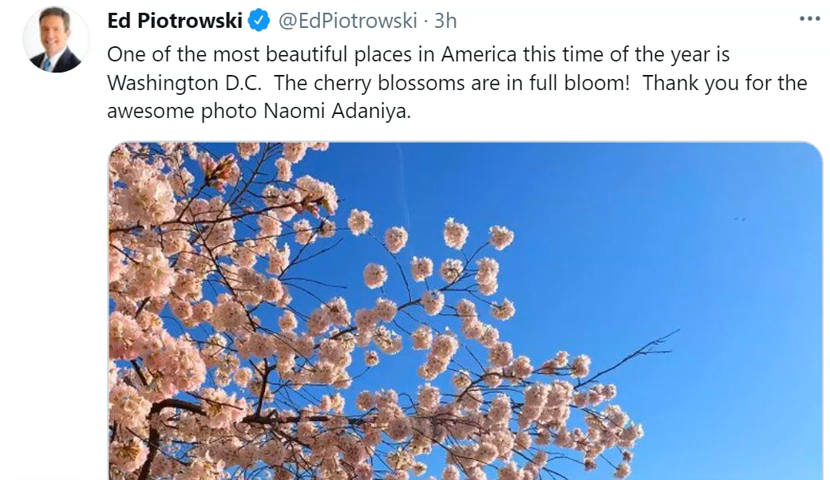 Ed Piotrowski @EdPiotrowski · 3h
One of the most beautiful places in America this time of the year is
Washington D.C.  The cherry blossoms are in full bloom!  Thank you for the
awesome photo Naomi Adaniya.